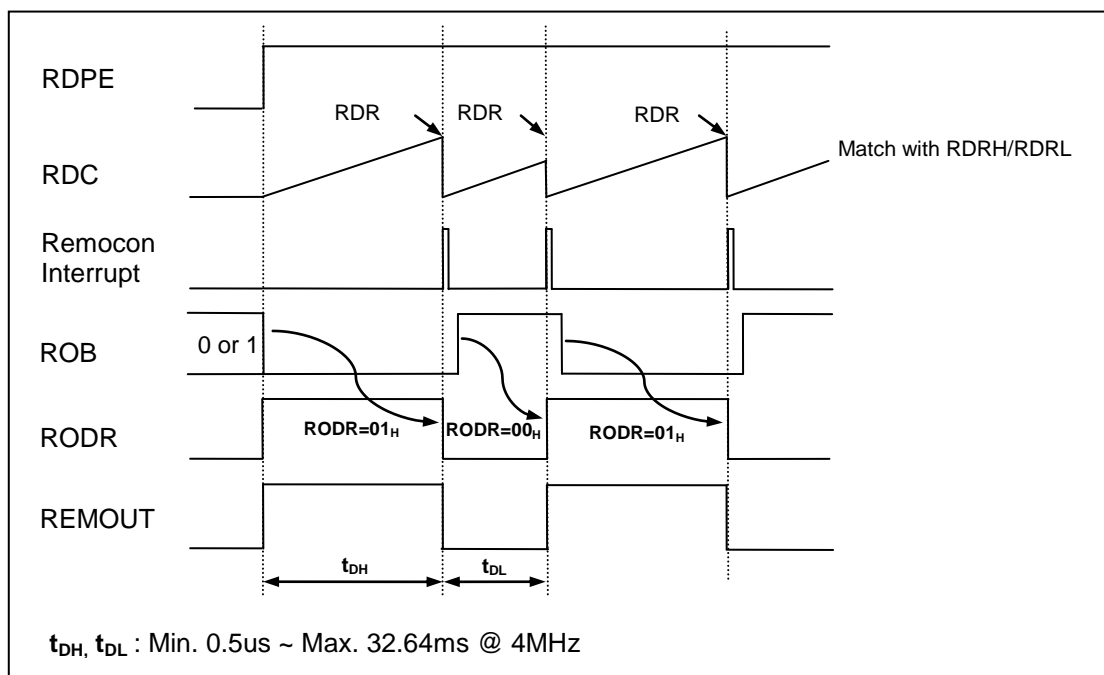 RDPE
RDR RDR RDR
Match with RDRH/RDRL
RDC
Remocon
Interrupt
0 or 1
ROB
RODR
RODR=01H RODR=00H RODR=01H
REMOUT
tDH tDL
tDH, tDL : Min. 0.5us ~ Max. 32.64ms @ 4MHz